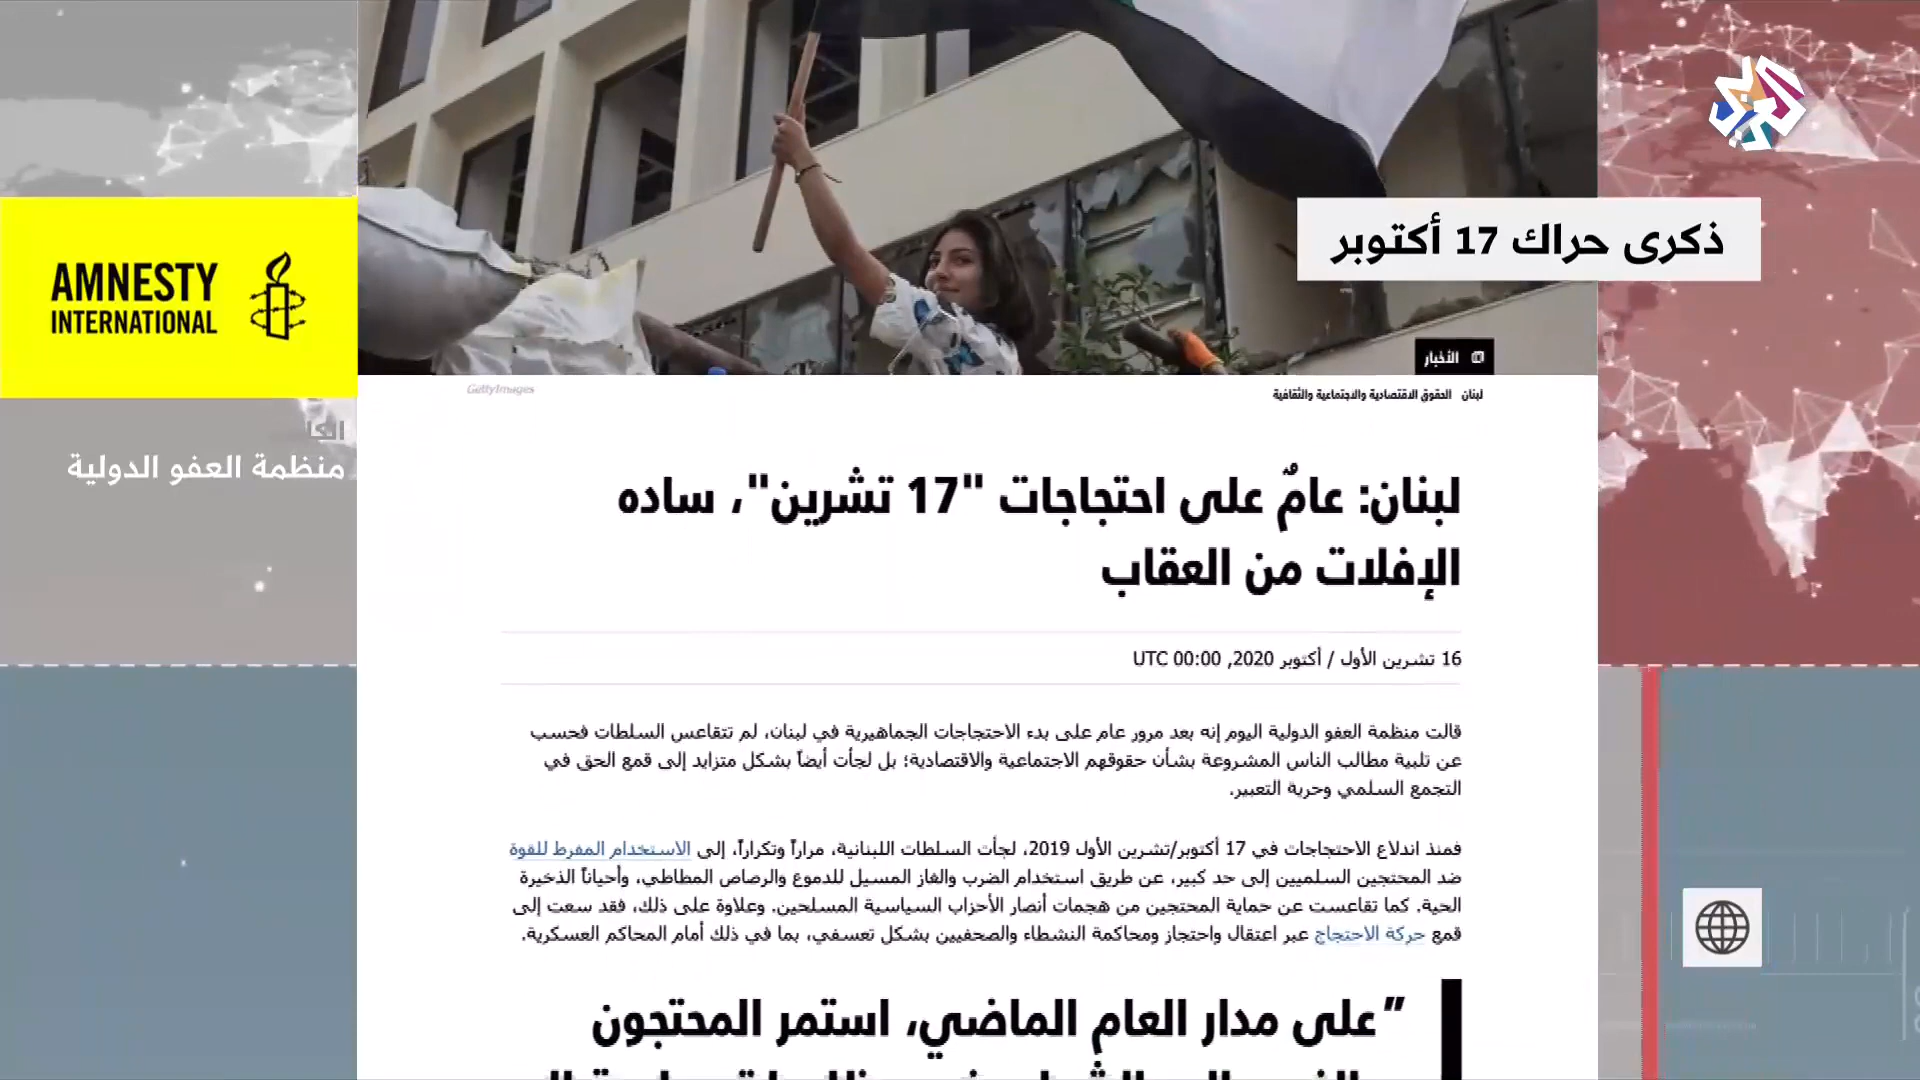 ذكرى حراك 17 أكتوبر
AMNESTY
INTERNATIONAL
منظمة العفو الدولية
الأخبار
GettyImages
لبنان الحقوق الاقتصادية والاجتماعية والثقافية
لبنان: عامٌ على احتجاجات "17 تشرين"، ساده
الإفلات من العقاب
16 تشرين الأول / أكتوبر 2020, 00:00 UTC
قالت منظمة العفو الدولية اليوم إنه بعد مرور عام على بدء الاحتجاجات الجماهيرية في لبنان، لم تتقاعس السلطات فحسب
عن تلبية مطالب الناس المشروعة بشأن حقوقهم الاجتماعية والاقتصادية؛ بل لجأت أيضاً بشكل متزايد إلى قمع الحق في
التجمع السلمي وحرية التعبير.
فمنذ اندلاع الاحتجاجات في 17 أكتوبر/تشرين الأول 2019، لجأت السلطات اللبنانية، مراراً وتكراراً، إلى الاستخدام المفرط للقوة
ضد المحتجين السلميين إلى حد كبير، عن طريق استخدام الضرب والغاز المسيل للدموع والرصاص المطاطي، وأحياناً الذخيرة
الحية. كما تقاعست عن حماية المحتجين من هجمات أنصار الأحزاب السياسية المسلحين. وعلاوة على ذلك، فقد سعت إلى
قمع حركة الاحتجاج عبر اعتقال واحتجاز ومحاكمة النشطاء والصحفيين بشكل تعسفي، بما في ذلك أمام المحاكم العسكرية.
”على مدار العام الماضي، استمر المحتجون